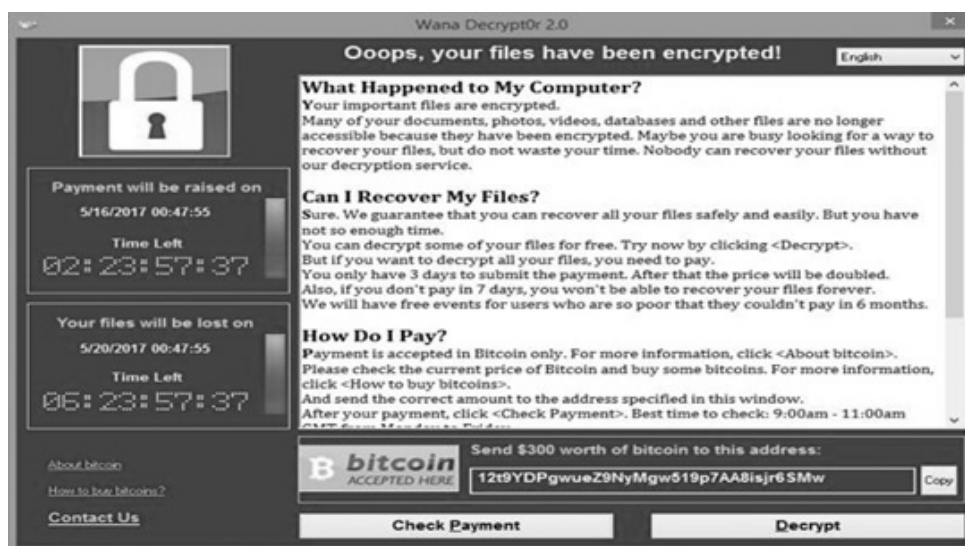 Wana Decrypt0r 2.0
Ooops, your files have been encrypted!
English
Payment will be raised on
5/16/2017 00:47:55
Time Left
02:23:57:37
Your files will be lost on
5/20/2017 00:47:55
Time Left
06:23:57:37
About bitcoin
How to buy bitcoins?
Contact Us
What Happened to My Computer?
Your important files are encrypted.
Many of your documents, photos, videos, databases and other files are no longer
accessible because they have been encrypted. Maybe you are busy looking for a way to
recover your files, but do not waste your time. Nobody can recover your files without
our decryption service.
Can I Recover My Files?
Sure. We guarantee that you can recover all your files safely and easily. But you have
not so enough time.
You can decrypt some of your files for free. Try now by clicking <Decrypt>.
But if you want to decrypt all your files, you need to pay.
You only have 3 days to submit the payment. After that the price will be doubled.
Also, if you don't pay in 7 days, you won't be able to recover your files forever.
We will have free events for users who are so poor that they couldn't pay in 6 months.
How Do I Pay?
Payment is accepted in Bitcoin only. For more information, click <About bitcoin>.
Please check the current price of Bitcoin and buy some bitcoins. For more information,
click <How to buy bitcoins>.
And send the correct amount to the address specified in this window.
After your payment, click <Check Payment>. Best time to check: 9:00am - 11:00am
GMT from Monday to Friday.
bitcoin
ACCEPTED HERE
Send $300 worth of bitcoin to this address:
12t9YDPgwueZ9NyMgw519p7AA8isjr6SMw
Copy
Check Payment
Decrypt